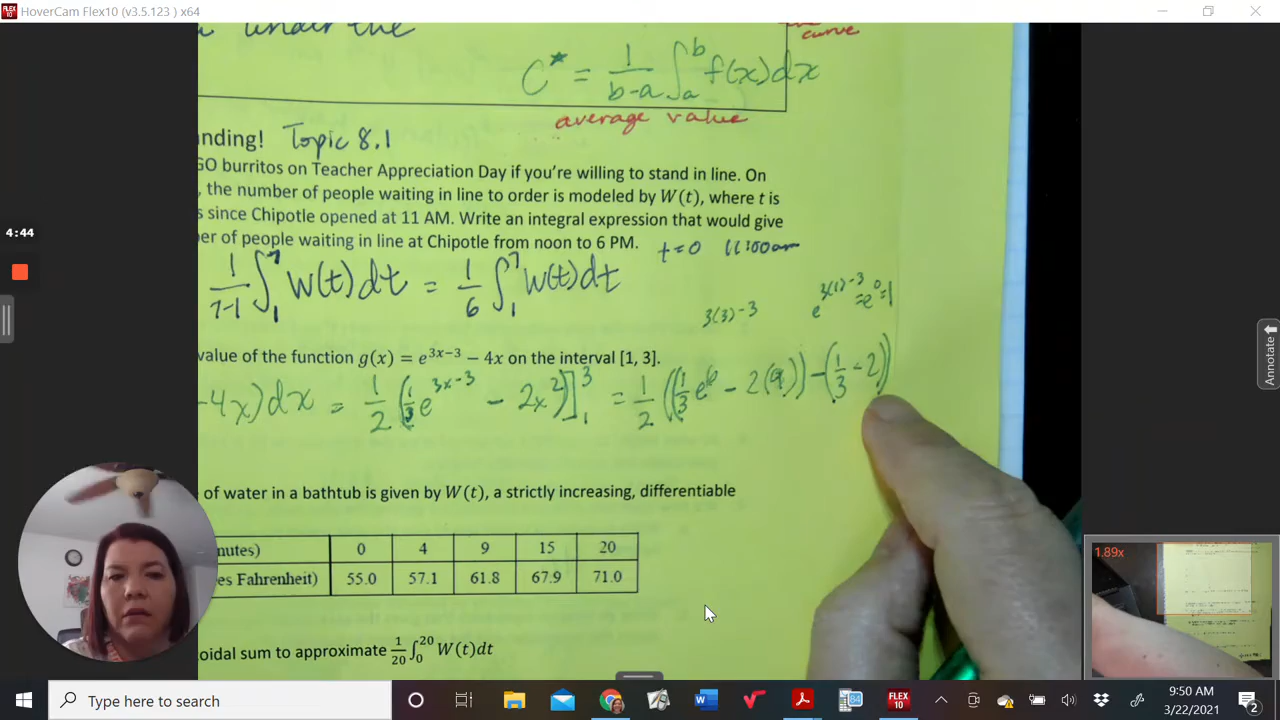 HoverCam Flex10 (v3.5.123) x64
under the
curve
C* = 1/(b-a) ∫_a^b f(x)dx
average value
nding! Topic 8.1
GO burritos on Teacher Appreciation Day if you're willing to stand in line. On
, the number of people waiting in line to order is modeled by W(t), where t is
s since Chipotle opened at 11 AM. Write an integral expression that would give
er of people waiting in line at Chipotle from noon to 6 PM. t=0 11:00am
4:44
1/(7-1) ∫_1^7 W(t)dt = 1/6 ∫_1^7 W(t)dt
3(3)-3 e^{3(1)-3} = e^0 = 1
value of the function g(x) = e^{3x-3} − 4x on the interval [1, 3].
-4x)dx = 1/2 (1/3 e^{3x-3} - 2x^2)]_1^3 = 1/2 ((1/3 e^6 - 2(9)) - (1/3 - 2))
Annotate
of water in a bathtub is given by W(t), a strictly increasing, differentiable
nutes) 0 4 9 15 20
es Fahrenheit) 55.0 57.1 61.8 67.9 71.0
1.89x
oidal sum to approximate 1/20 ∫_0^20 W(t)dt
Type here to search
FLEX 10
9:50 AM
3/22/2021
2